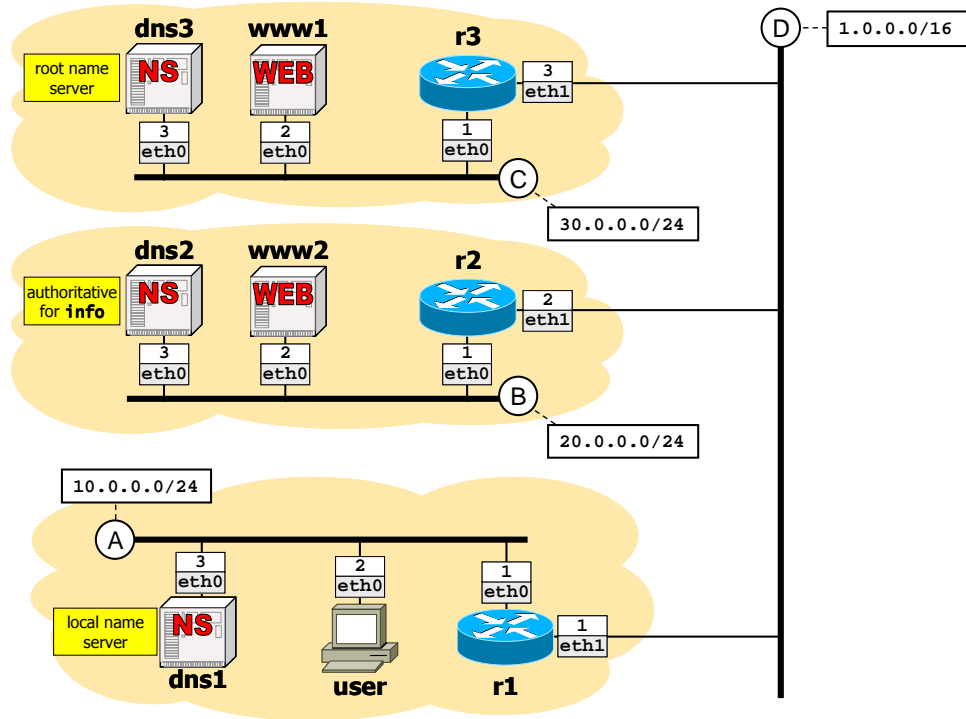 dns3
www1
r3
D
1.0.0.0/16
root name
server
NS
WEB
3
eth1
3
eth0
2
eth0
1
eth0
C
30.0.0.0/24
dns2
www2
r2
authoritative
for info
NS
WEB
2
eth1
3
eth0
2
eth0
1
eth0
B
20.0.0.0/24
10.0.0.0/24
A
3
eth0
2
eth0
1
eth0
local name
server
NS
1
eth1
dns1
user
r1